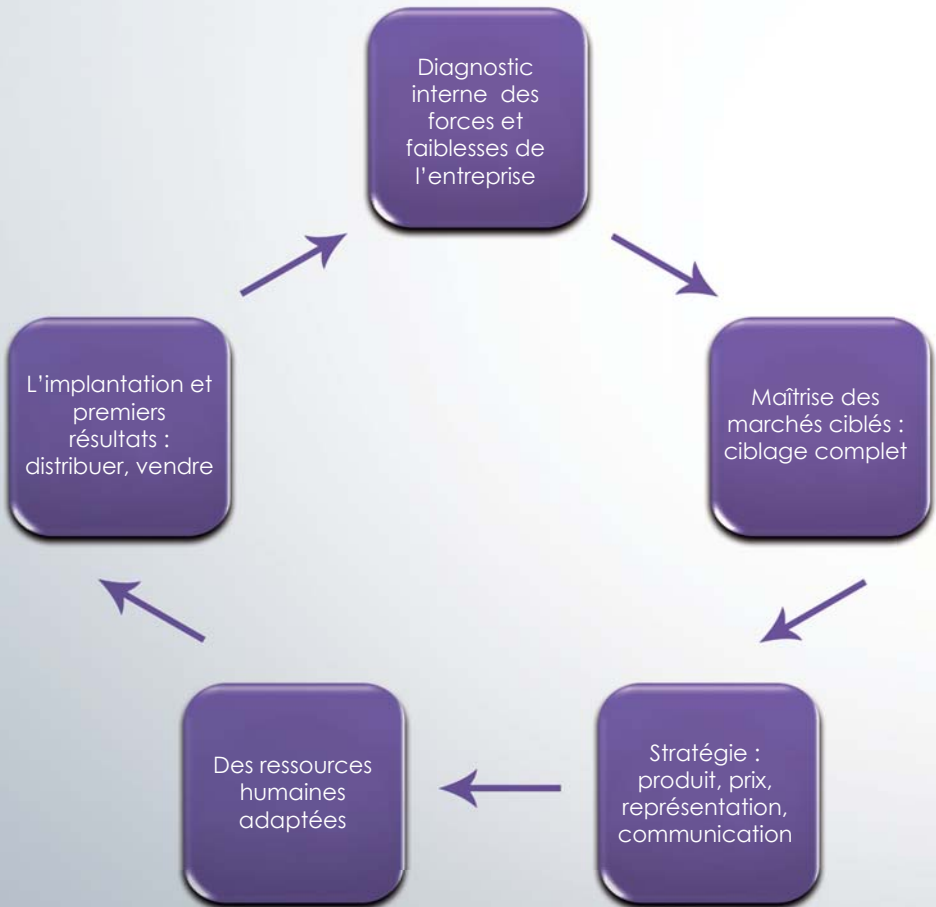 Diagnostic
interne des
forces et
faiblesses de
l'entreprise
Maîtrise des
marchés ciblés :
ciblage complet
Stratégie :
produit, prix,
représentation,
communication
Des ressources
humaines
adaptées
L'implantation et
premiers
résultats :
distribuer, vendre